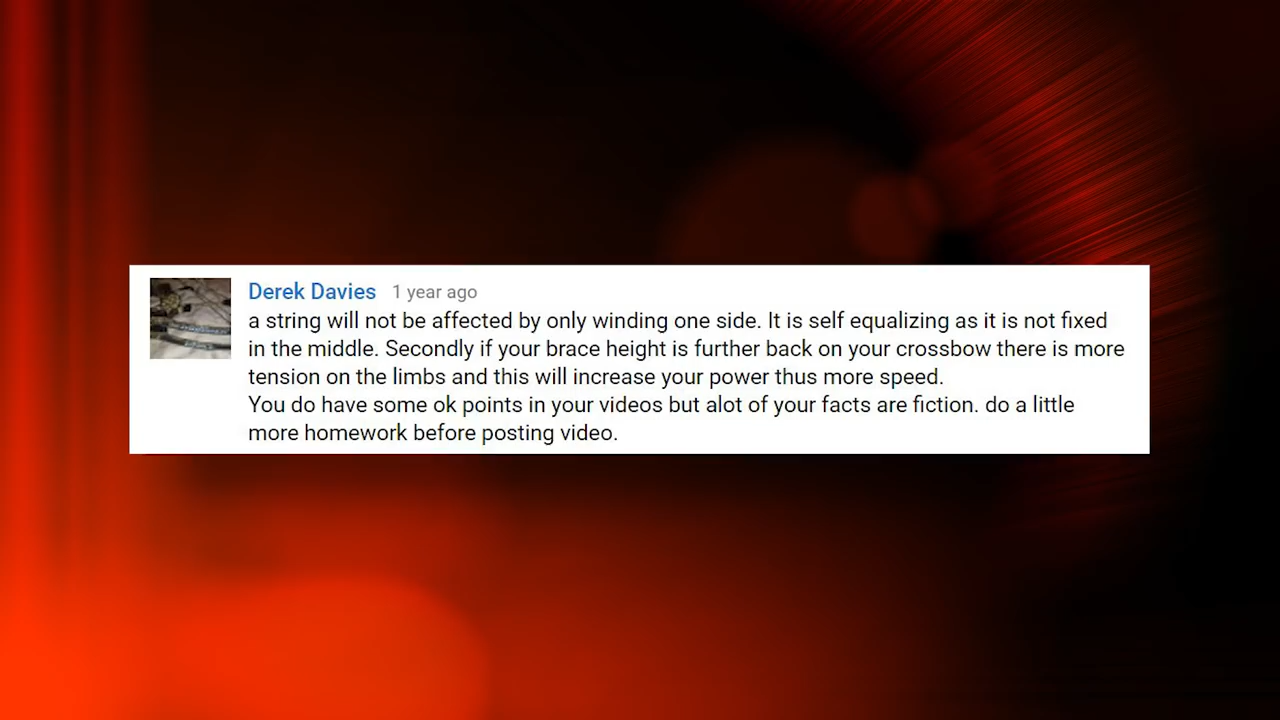 Derek Davies 1 year ago
a string will not be affected by only winding one side. It is self equalizing as it is not fixed
in the middle. Secondly if your brace height is further back on your crossbow there is more
tension on the limbs and this will increase your power thus more speed.
You do have some ok points in your videos but alot of your facts are fiction. do a little
more homework before posting video.